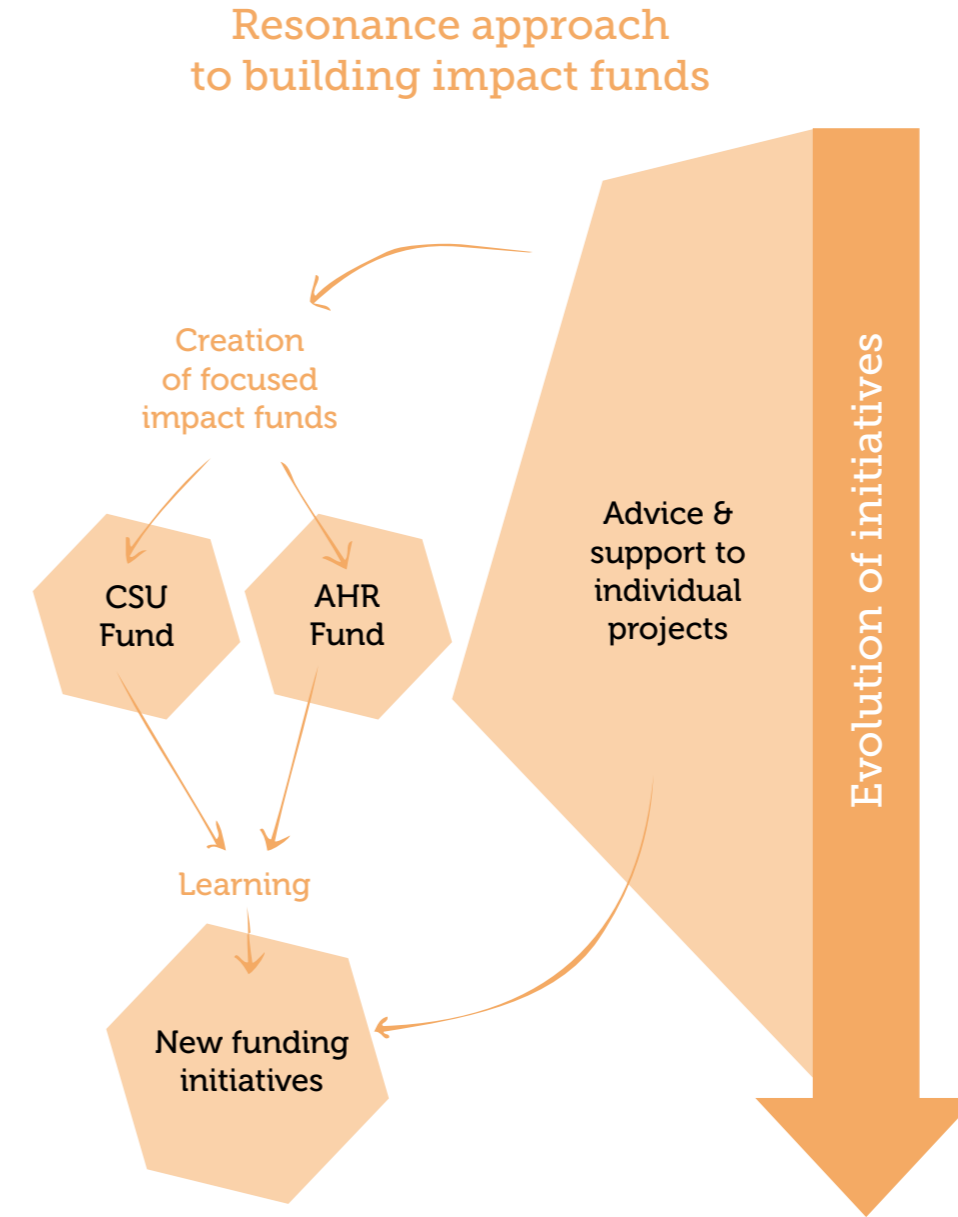 Resonance approach
to building impact funds
Creation
of focused
impact funds
CSU
Fund
AHR
Fund
Advice &
support to
individual
projects
Evolution of initiatives
Learning
New funding
initiatives